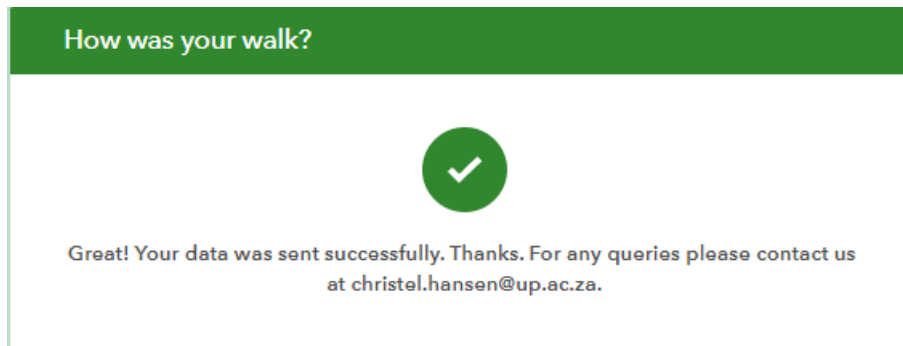 How was your walk?
Great! Your data was sent successfully. Thanks. For any queries please contact us
at christel.hansen@up.ac.za.